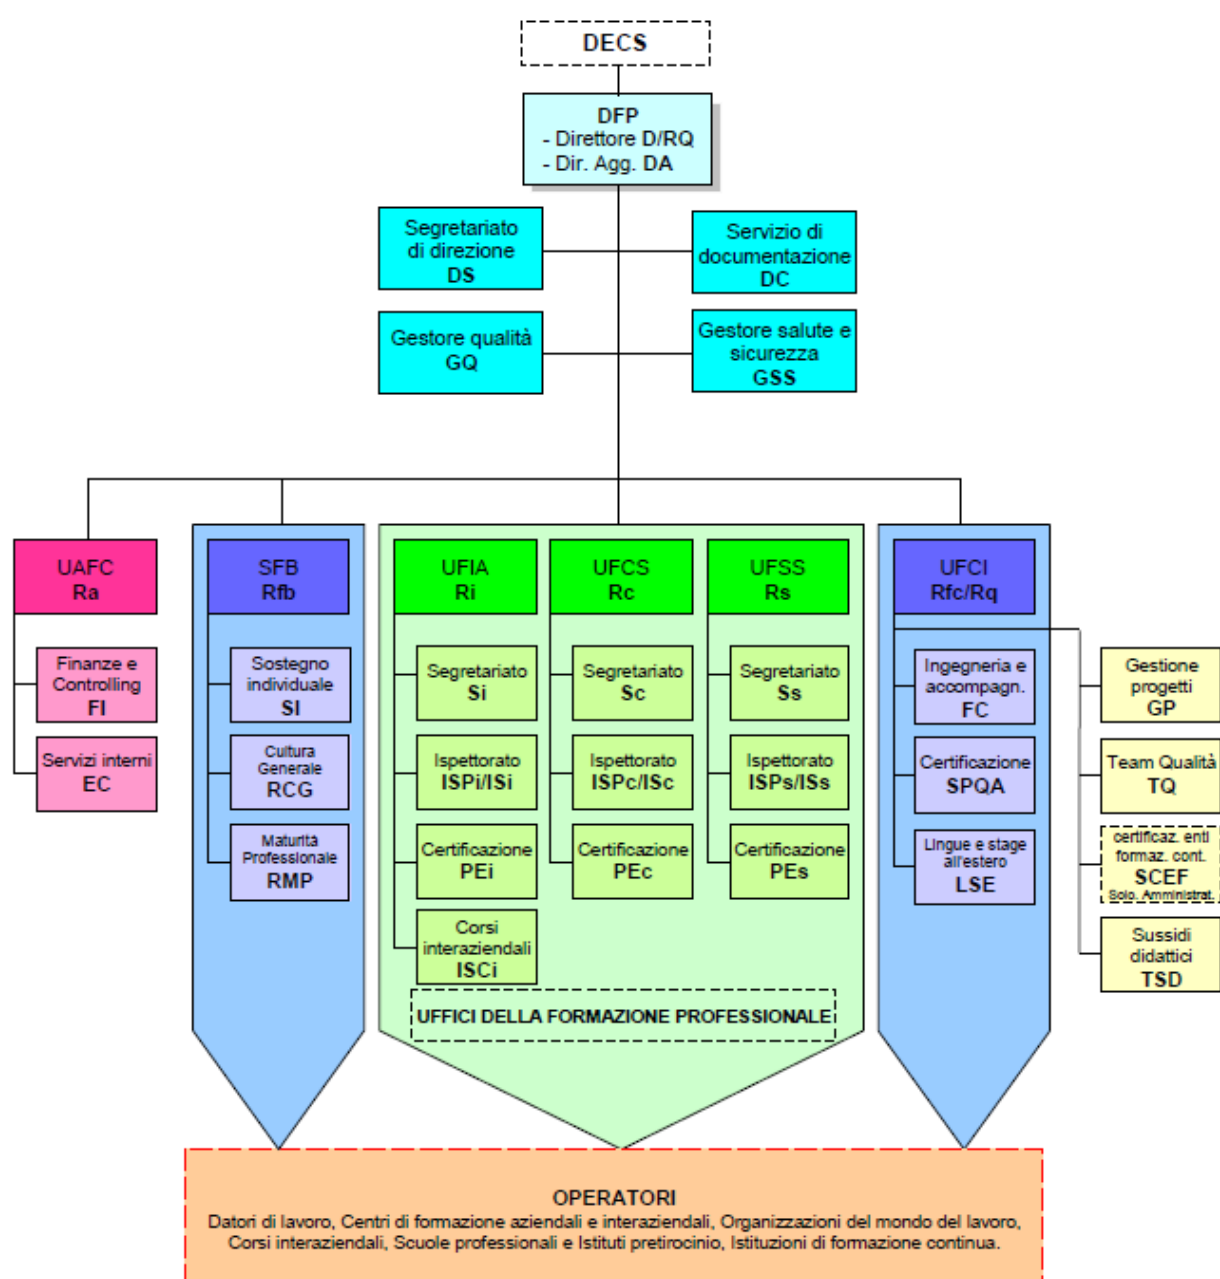 DECS
DFP
- Direttore D/RQ
- Dir. Agg. DA
Segretariato
di direzione
DS
Servizio di
documentazione
DC
Gestore qualità
GQ
Gestore salute e
sicurezza
GSS
UAFC
Ra
Finanze e
Controlling
FI
Servizi interni
EC
SFB
Rfb
Sostegno
individuale
SI
Cultura
Generale
RCG
Maturità
Professionale
RMP
UFIA
Ri
Segretariato
Si
Ispettorato
ISPi/ISi
Certificazione
PEi
Corsi
interaziendali
ISCi
UFCS
Rc
Segretariato
Sc
Ispettorato
ISPc/ISc
Certificazione
PEc
UFSS
Rs
Segretariato
Ss
Ispettorato
ISPs/ISs
Certificazione
PEs
UFFICI DELLA FORMAZIONE PROFESSIONALE
UFCI
Rfc/Rq
Ingegneria e
accompagn.
FC
Certificazione
SPQA
Lingue e stage
all'estero
LSE
Gestione
progetti
GP
Team Qualità
TQ
certificaz. enti
formaz. cont.
SCEF
Solo. Amministrat.
Sussidi
didattici
TSD
OPERATORI
Datori di lavoro, Centri di formazione aziendali e interaziendali, Organizzazioni del mondo del lavoro,
Corsi interaziendali, Scuole professionali e Istituti pretirocinio, Istituzioni di formazione continua.